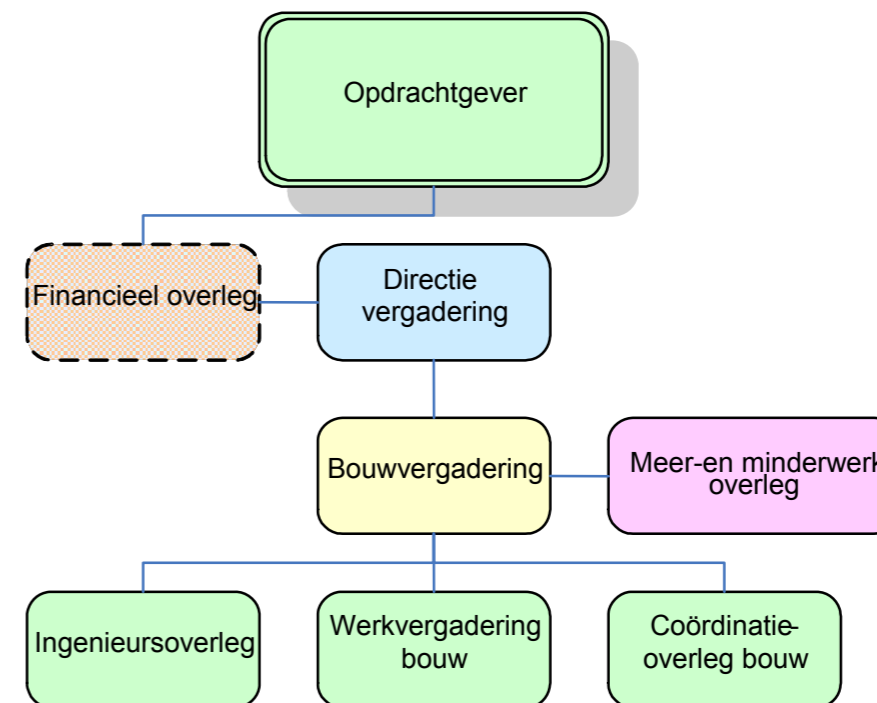 Opdrachtgever
Financieel overleg
Directie
vergadering
Bouwvergadering
Meer-en minderwerk
overleg
Ingenieursoverleg
Werkvergadering
bouw
Coördinatie-
overleg bouw